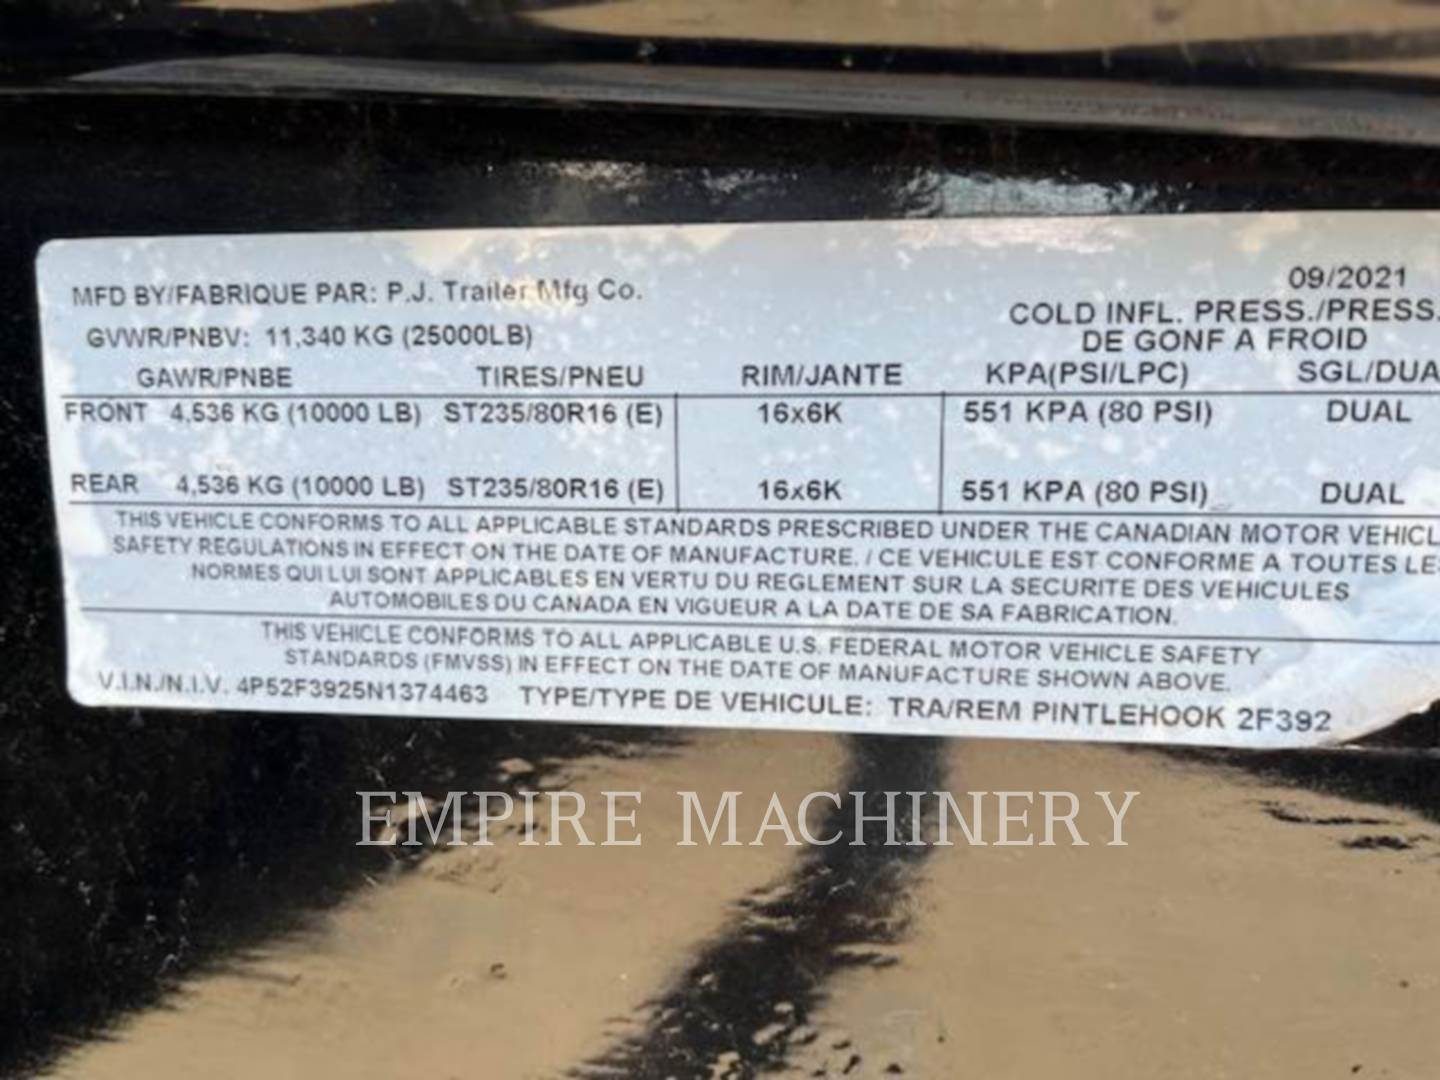 09/2021
MFD BY/FABRIQUE PAR: P.J. Trailer Mfg Co.
COLD INFL. PRESS./PRESS.
GVWR/PNBV: 11,340 KG (25000LB)
DE GONF A FROID
GAWR/PNBE TIRES/PNEU RIM/JANTE KPA(PSI/LPC) SGL/DUA
FRONT 4,536 KG (10000 LB) ST235/80R16 (E) 16x6K 551 KPA (80 PSI) DUAL
REAR 4,536 KG (10000 LB) ST235/80R16 (E) 16x6K 551 KPA (80 PSI) DUAL
THIS VEHICLE CONFORMS TO ALL APPLICABLE STANDARDS PRESCRIBED UNDER THE CANADIAN MOTOR VEHICL
SAFETY REGULATIONS IN EFFECT ON THE DATE OF MANUFACTURE. / CE VEHICULE EST CONFORME A TOUTES LES
NORMES QUI LUI SONT APPLICABLES EN VERTU DU REGLEMENT SUR LA SECURITE DES VEHICULES
AUTOMOBILES DU CANADA EN VIGUEUR A LA DATE DE SA FABRICATION.
THIS VEHICLE CONFORMS TO ALL APPLICABLE U.S. FEDERAL MOTOR VEHICLE SAFETY
STANDARDS (FMVSS) IN EFFECT ON THE DATE OF MANUFACTURE SHOWN ABOVE.
V.I.N./N.I.V. 4P52F3925N1374463 TYPE/TYPE DE VEHICULE: TRA/REM PINTLEHOOK 2F392
EMPIRE MACHINERY